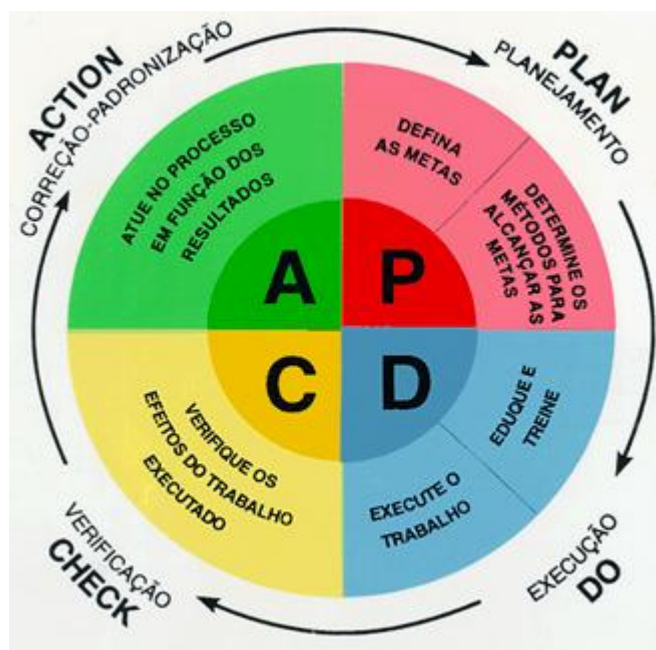 PLAN
PLANEJAMENTO
DEFINA
AS METAS
DETERMINE OS
MÉTODOS PARA
ALCANÇAR AS
METAS
P
EDUQUE E
TREINE
EXECUTE O
TRABALHO
D
EXECUÇÃO
DO
VERIFIQUE OS
EFEITOS DO TRABALHO
EXECUTADO
C
VERIFICAÇÃO
CHECK
ACTION
CORREÇÃO-PADRONIZAÇÃO
ATUE NO PROCESSO
EM FUNÇÃO DOS
RESULTADOS
A